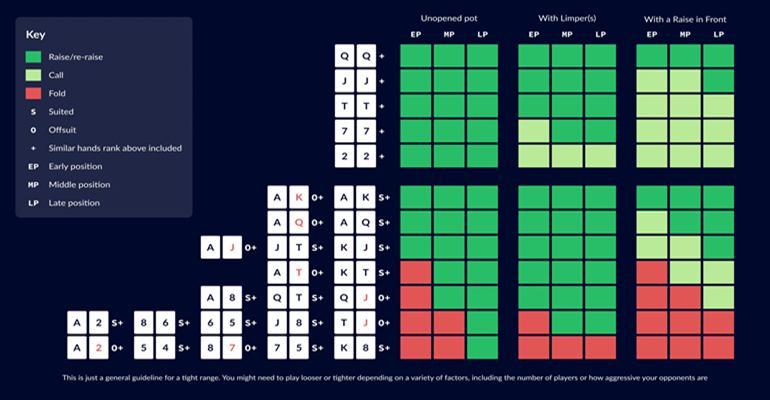 Unopened pot With Limper(s) With a Raise in Front
EP MP LP EP MP LP EP MP LP
Key
Raise/re-raise
Call
Fold
S Suited
O Offsuit
+ Similar hands rank above included
EP Early position
MP Middle position
LP Late position
Q Q +
J J +
T T +
7 7 +
2 2 +
A K O+ A K S+
A Q O+ A Q S+
A J O+ J T S+ K J S+
A T O+ K T S+
A 8 S+ Q T S+ Q J O+
A 2 S+ 8 6 S+ 6 5 S+ J 8 S+ T J O+
A 2 O+ 5 4 S+ 8 7 O+ 7 5 S+ K 8 S+
This is just a general guideline for a tight range. You might need to play looser or tighter depending on a variety of factors, including the number of players or how aggressive your opponents are